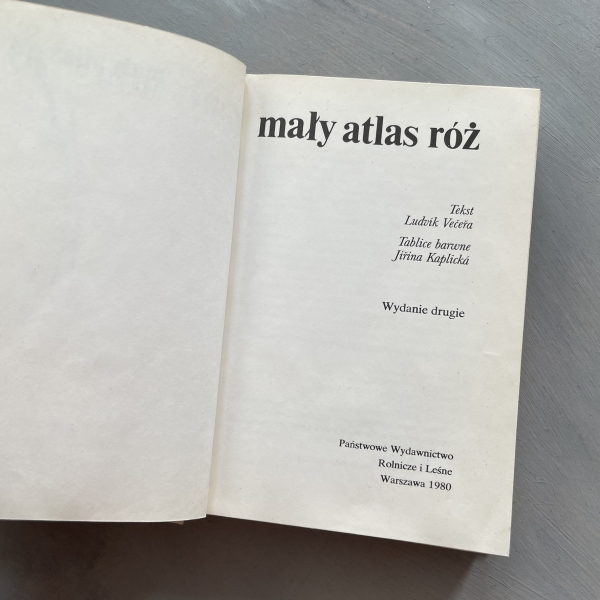 mały atlas róż
Tekst
Ludvík Večeřa
Tablice barwne
Jiřina Kaplická
Wydanie drugie
Państwowe Wydawnictwo
Rolnicze i Leśne
Warszawa 1980